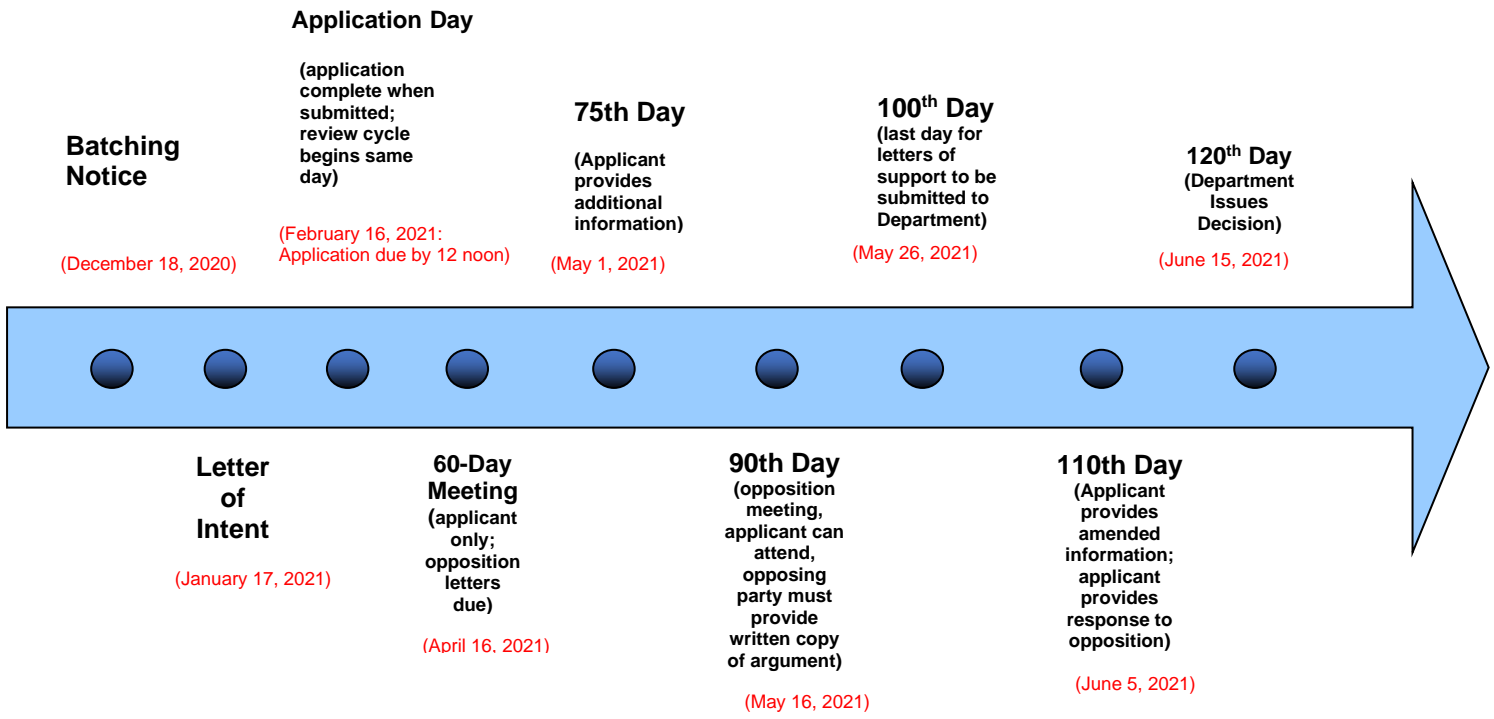 Batching
Notice
(December 18, 2020)
Letter
of
Intent
(January 17, 2021)
Application Day
(application
complete when
submitted;
review cycle
begins same
day)
(February 16, 2021:
Application due by 12 noon)
60-Day
Meeting
(applicant
only;
opposition
letters
due)
(April 16, 2021)
75th Day
(Applicant
provides
additional
information)
(May 1, 2021)
90th Day
(opposition
meeting,
applicant can
attend,
opposing
party must
provide
written copy
of argument)
(May 16, 2021)
100th Day
(last day for
letters of
support to be
submitted to
Department)
(May 26, 2021)
110th Day
(Applicant
provides
amended
information;
applicant
provides
response to
opposition)
(June 5, 2021)
120th Day
(Department
Issues
Decision)
(June 15, 2021)